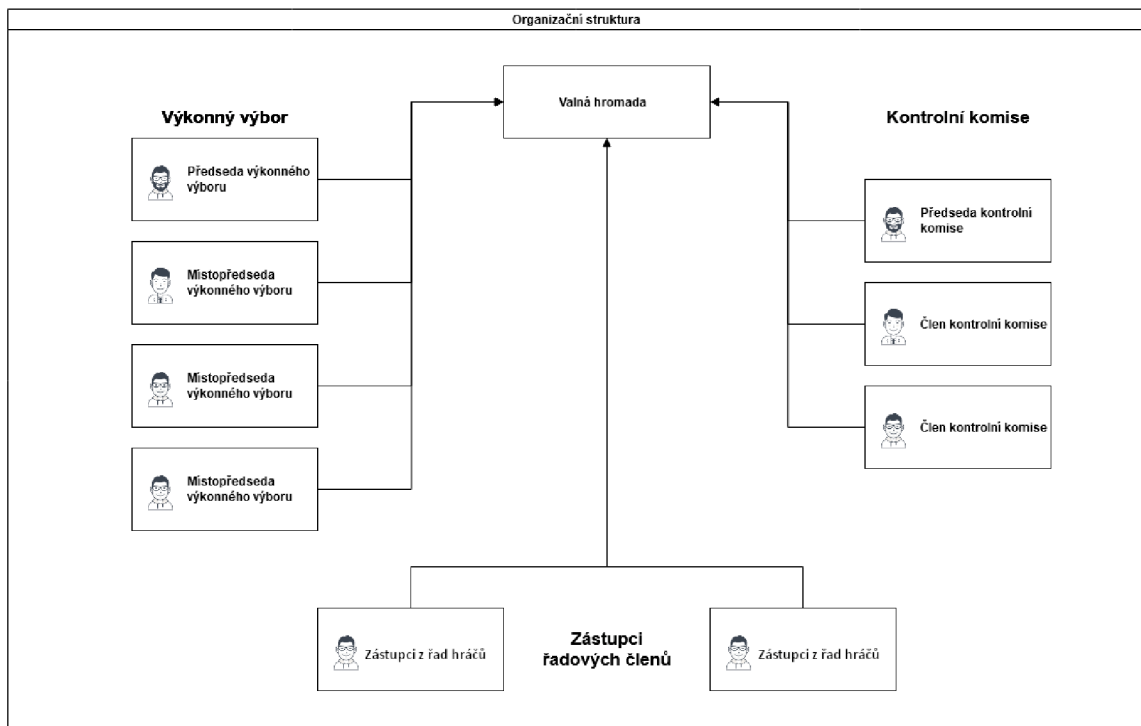 Organizační struktura
Valná hromada
Výkonný výbor
Předseda výkonného
výboru
Místopředseda
výkonného výboru
Místopředseda
výkonného výboru
Místopředseda
výkonného výboru
Kontrolní komise
Předseda kontrolní
komise
Člen kontrolní komise
Člen kontrolní komise
Zástupci z řad hráčů
Zástupci
řadových členů
Zástupci z řad hráčů